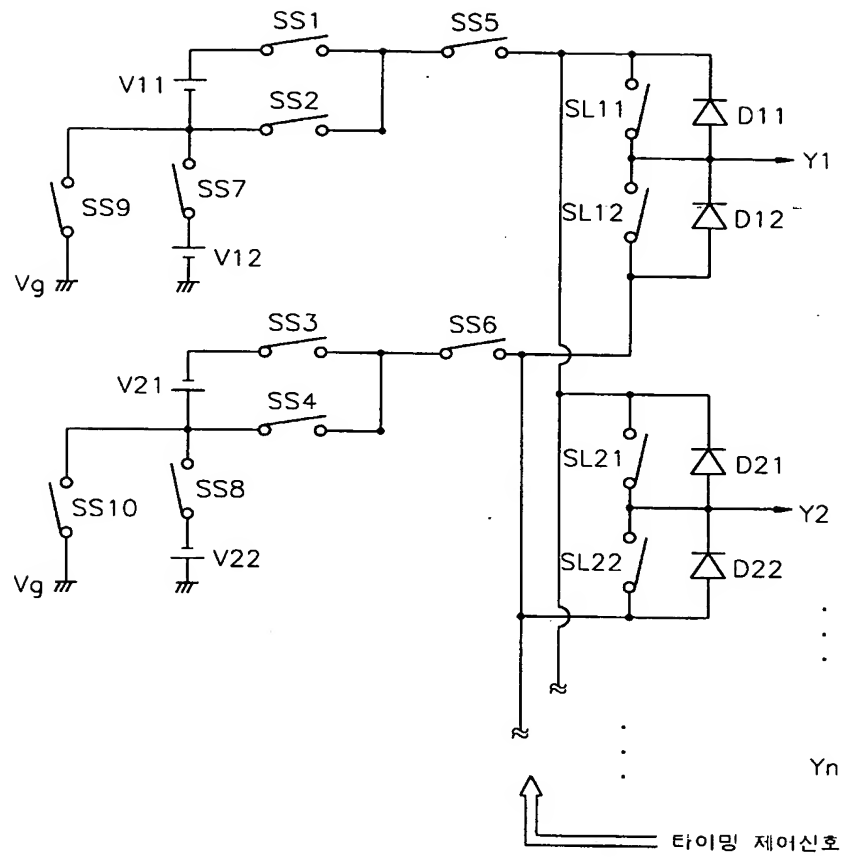 SS1
SS5
V11
SS2
SL11
D11
Y1
SS7
SS9
SL12
D12
V12
Vg
SS3
SS6
V21
SS4
SL21
D21
SS8
SS10
Y2
V22
SL22
D22
Vg
Yn
타이밍 제어신호